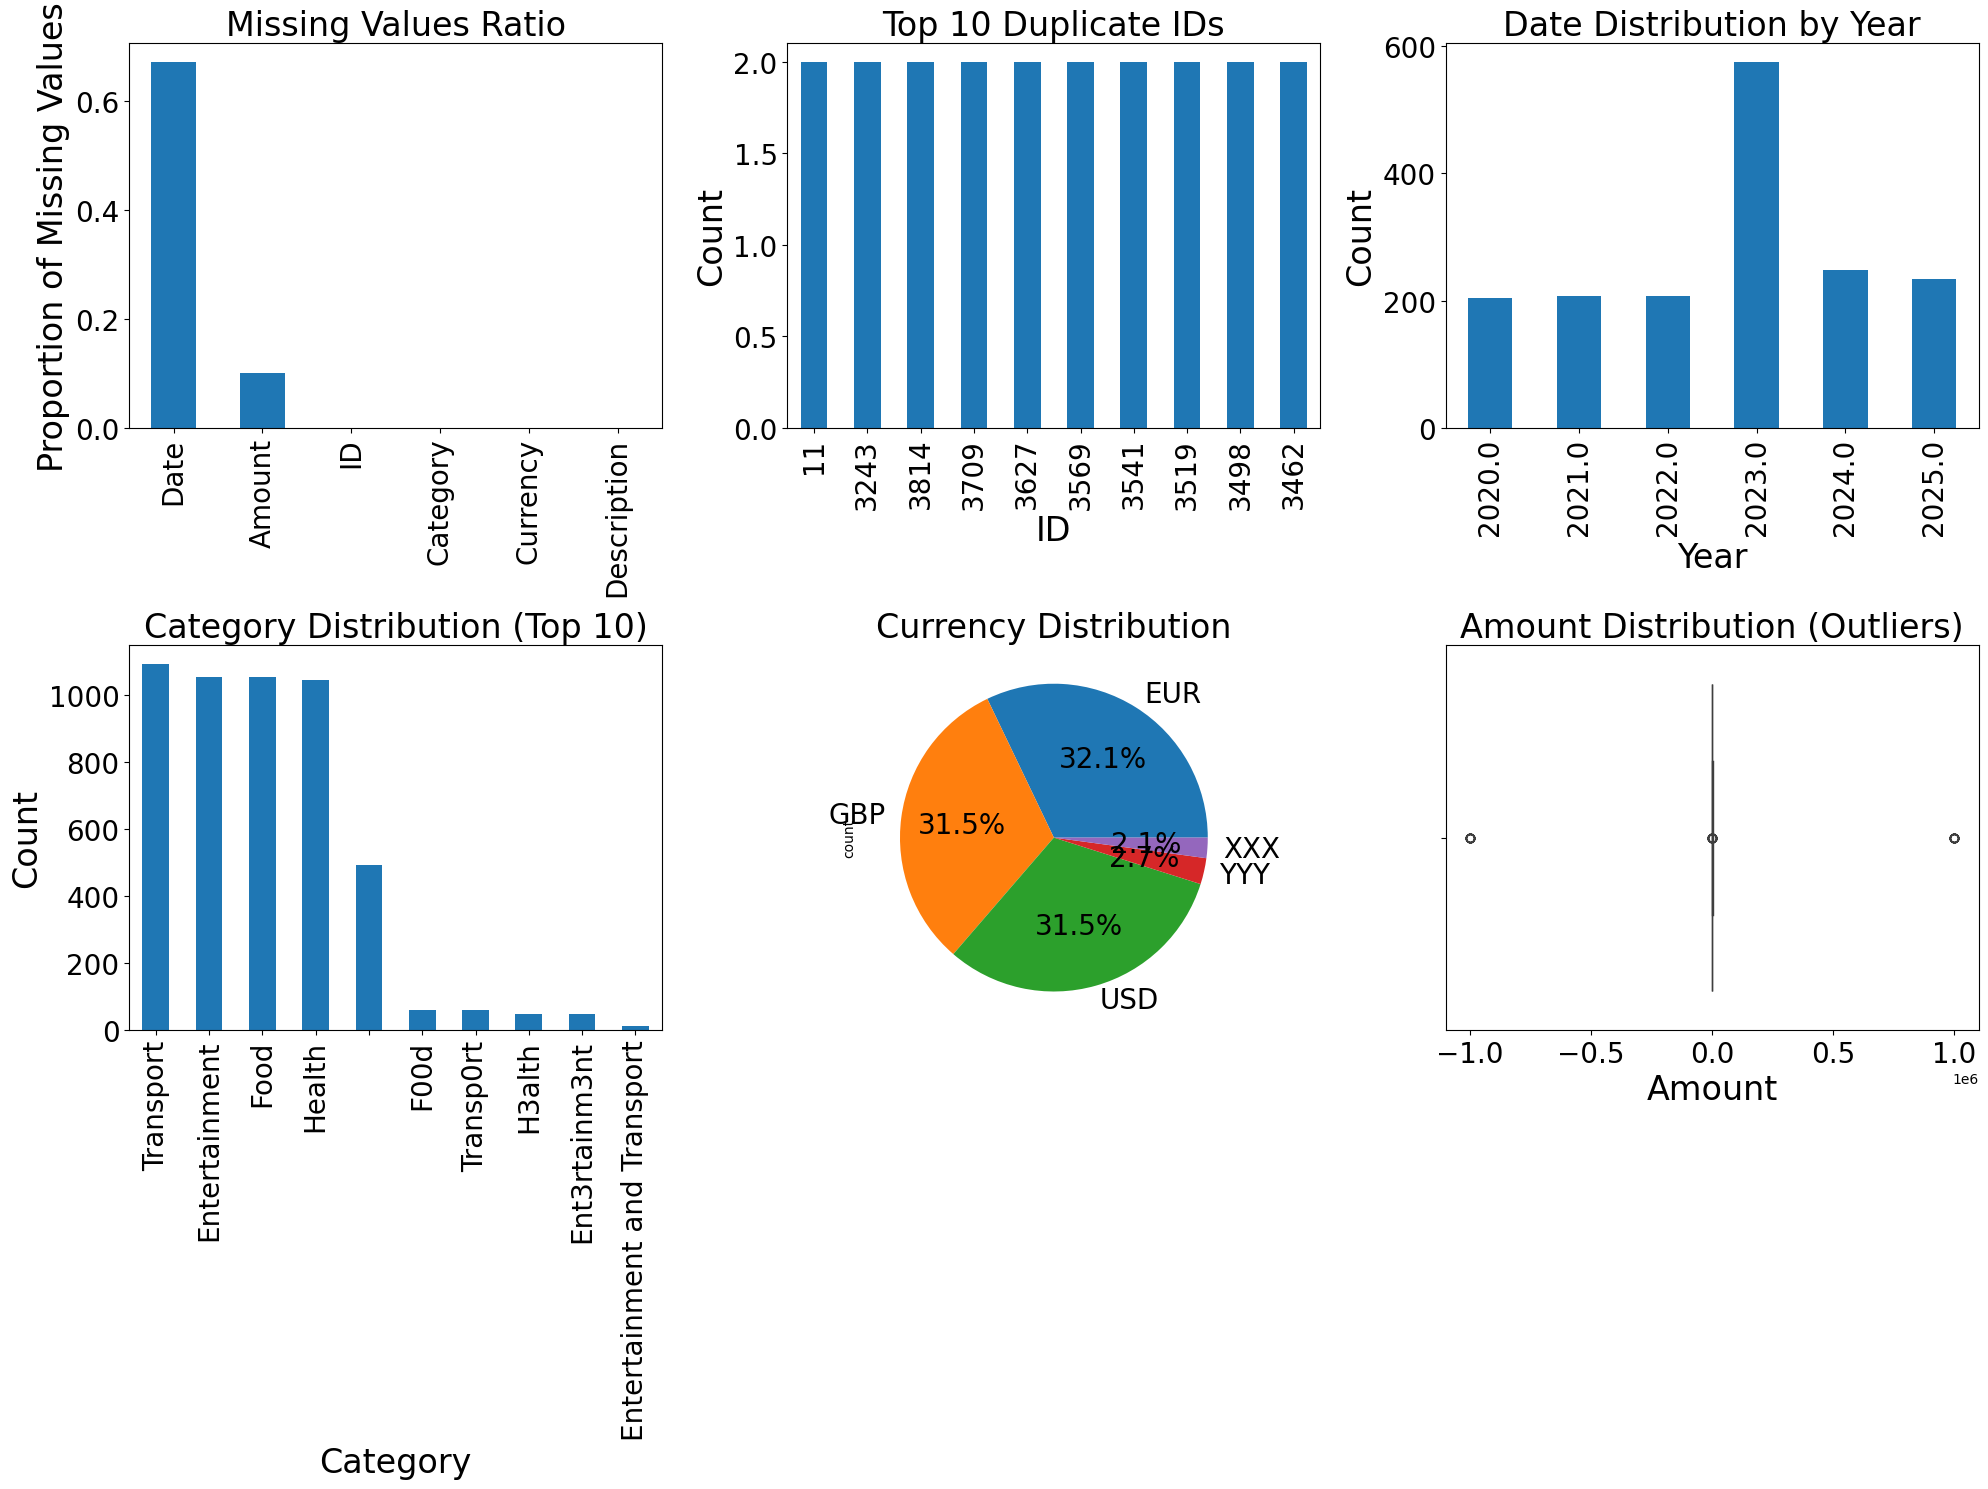 Missing Values Ratio
Proportion of Missing Values
0.6
0.4
0.2
0.0
Date
Amount
ID
Category
Currency
Description
Top 10 Duplicate IDs
Count
2.0
1.5
1.0
0.5
0.0
11
3243
3814
3709
3627
3569
3541
3519
3498
3462
ID
Date Distribution by Year
Count
600
400
200
0
2020.0
2021.0
2022.0
2023.0
2024.0
2025.0
Year
Category Distribution (Top 10)
Count
1000
800
600
400
200
0
Transport
Entertainment
Food
Health
F00d
Transp0rt
H3alth
Ent3rtainm3nt
Entertainment and Transport
Category
Currency Distribution
count
EUR
32.1%
GBP
31.5%
USD
31.5%
YYY
2.7%
XXX
2.1%
Amount Distribution (Outliers)
−1.0
−0.5
0.0
0.5
1.0
1e6
Amount